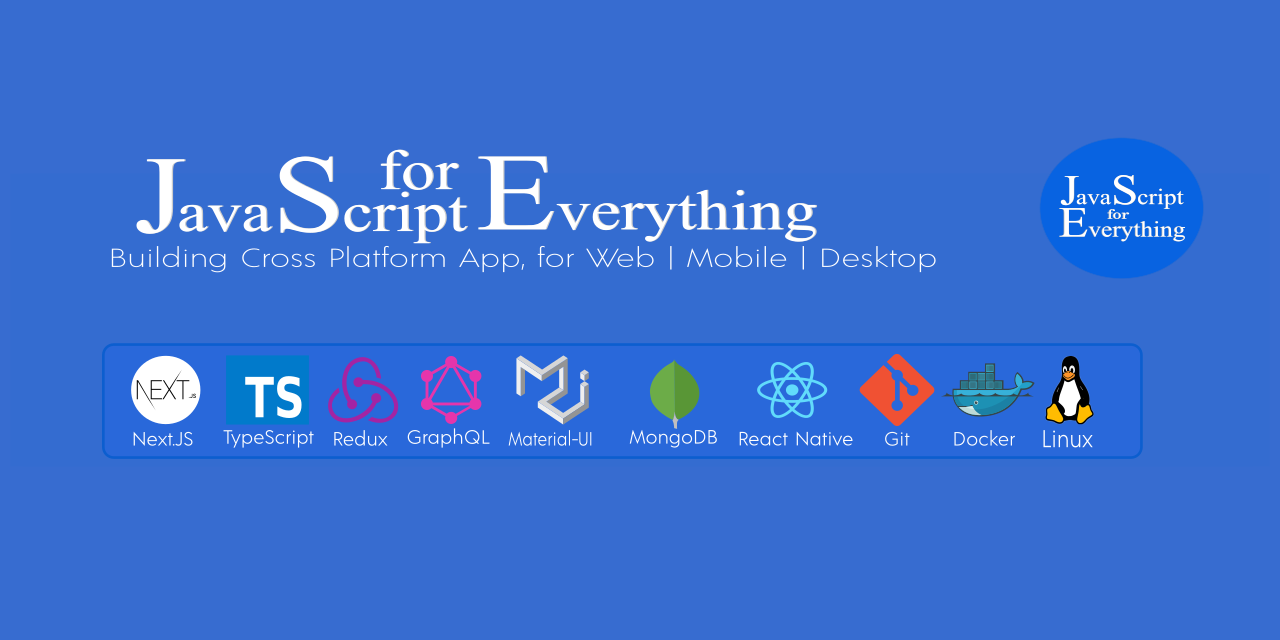 JavaScript for Everything
Building Cross Platform App, for Web | Mobile | Desktop
JavaScript
for
Everything
NEXT.JS
TS
Next.JS TypeScript Redux GraphQL Material-UI MongoDB React Native Git Docker Linux